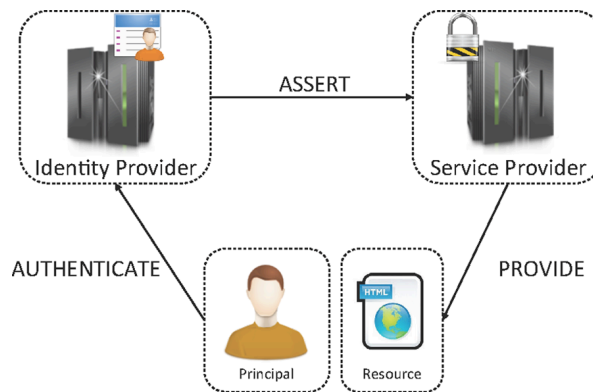 ASSERT
Identity Provider
Service Provider
AUTHENTICATE
PROVIDE
HTML
Principal
Resource